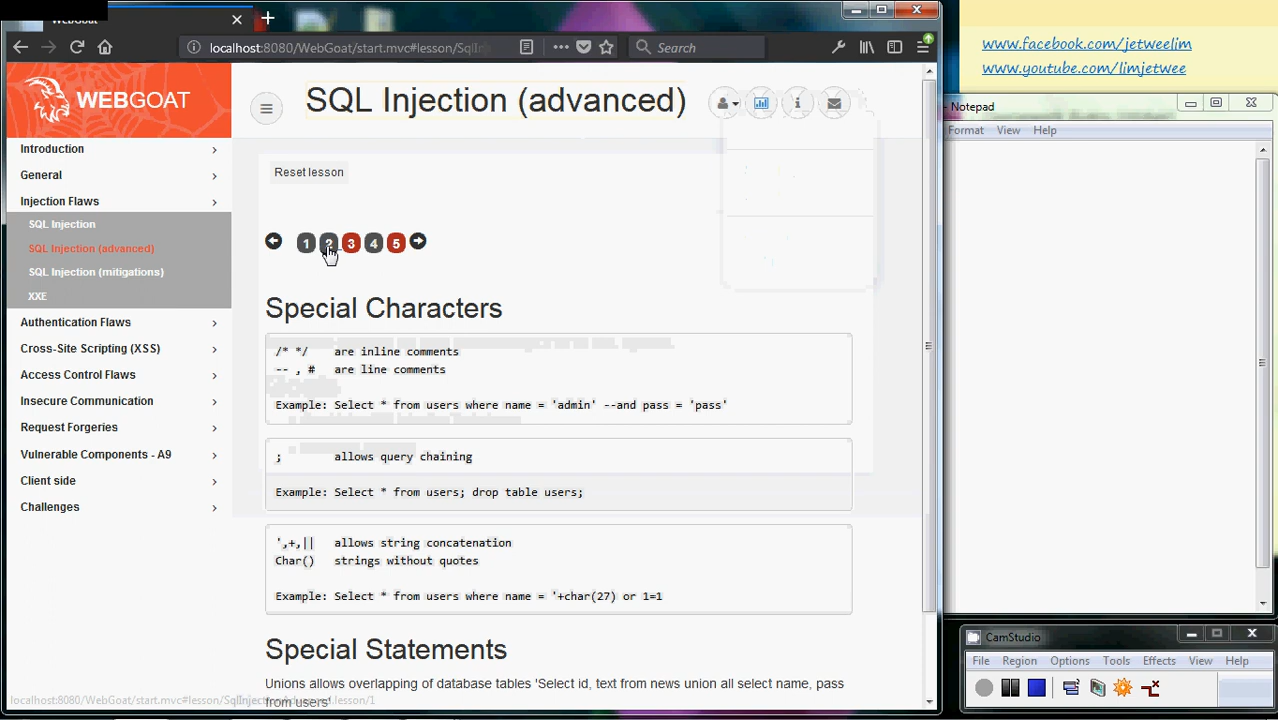 WebGoat
localhost:8080/WebGoat/start.mvc#lesson/SqlInj
Search
www.facebook.com/jetweelim
www.youtube.com/limjetwee
WEBGOAT
SQL Injection (advanced)
- Notepad
Format View Help
Introduction
General
Injection Flaws
SQL Injection
SQL Injection (advanced)
SQL Injection (mitigations)
XXE
Authentication Flaws
Cross-Site Scripting (XSS)
Access Control Flaws
Insecure Communication
Request Forgeries
Vulnerable Components - A9
Client side
Challenges
Reset lesson
1 2 3 4 5
Special Characters
/* */ are inline comments
-- , # are line comments
Example: Select * from users where name = 'admin' --and pass = 'pass'
; allows query chaining
Example: Select * from users; drop table users;
',+,|| allows string concatenation
Char() strings without quotes
Example: Select * from users where name = '+char(27) or 1=1
Special Statements
Unions allows overlapping of database tables 'Select id, text from news union all select name, pass
from users'
CamStudio
File Region Options Tools Effects View Help